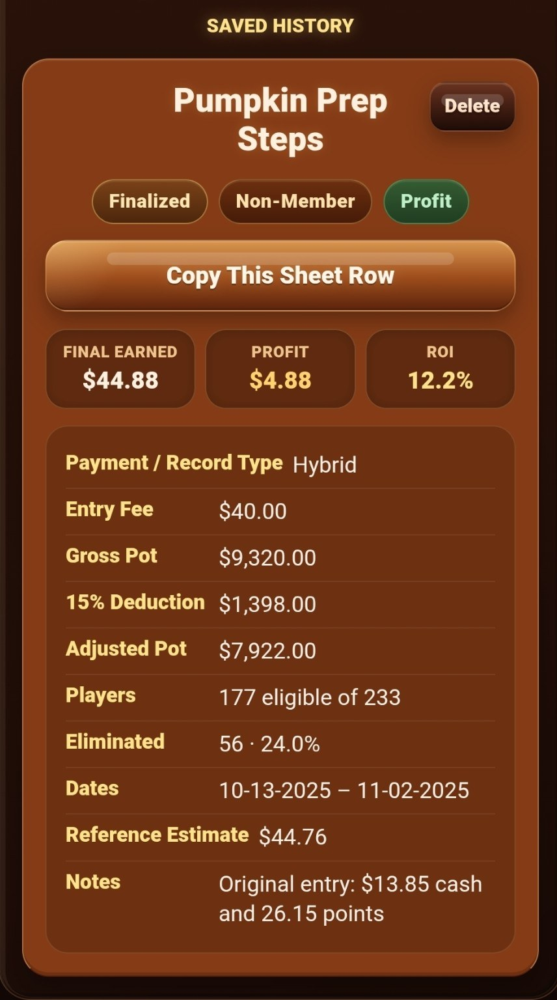 SAVED HISTORY
Pumpkin Prep
Steps
Delete
Finalized
Non-Member
Profit
Copy This Sheet Row
FINAL EARNED
$44.88
PROFIT
$4.88
ROI
12.2%
Payment / Record Type Hybrid
Entry Fee $40.00
Gross Pot $9,320.00
15% Deduction $1,398.00
Adjusted Pot $7,922.00
Players 177 eligible of 233
Eliminated 56 · 24.0%
Dates 10-13-2025 – 11-02-2025
Reference Estimate $44.76
Notes Original entry: $13.85 cash
and 26.15 points